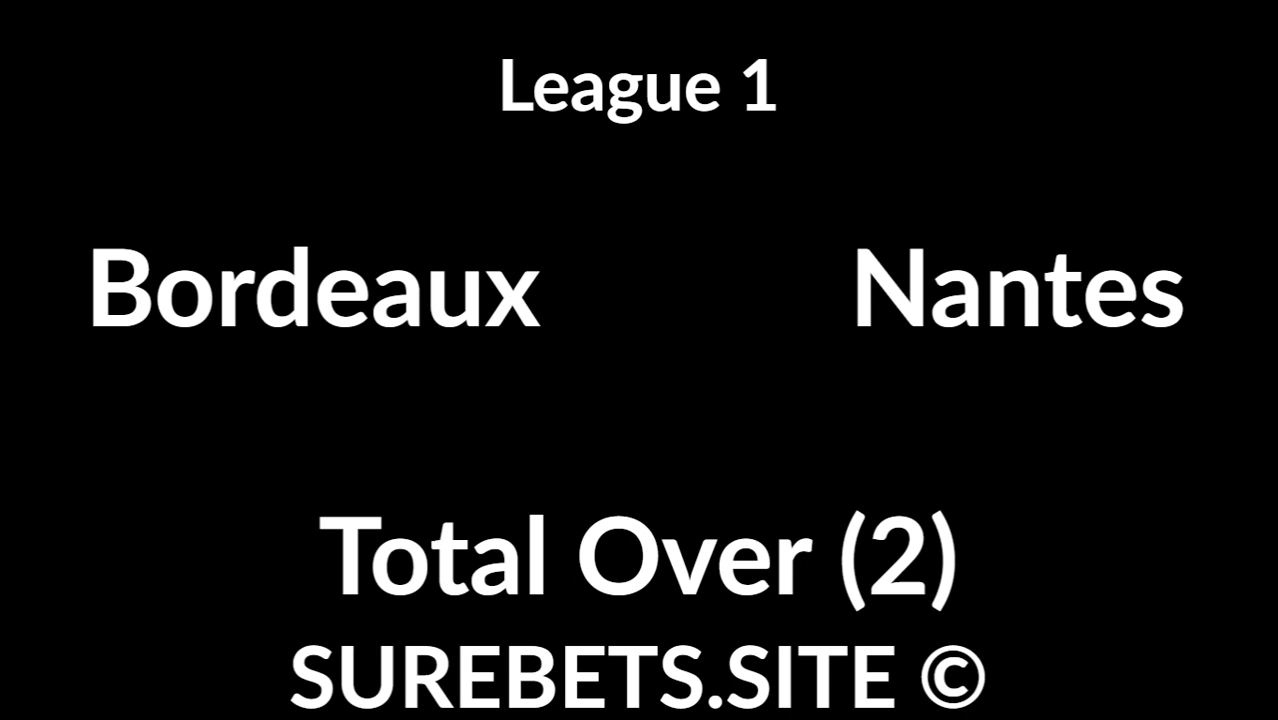 League 1
Bordeaux Nantes
Total Over (2)
SUREBETS.SITE ©